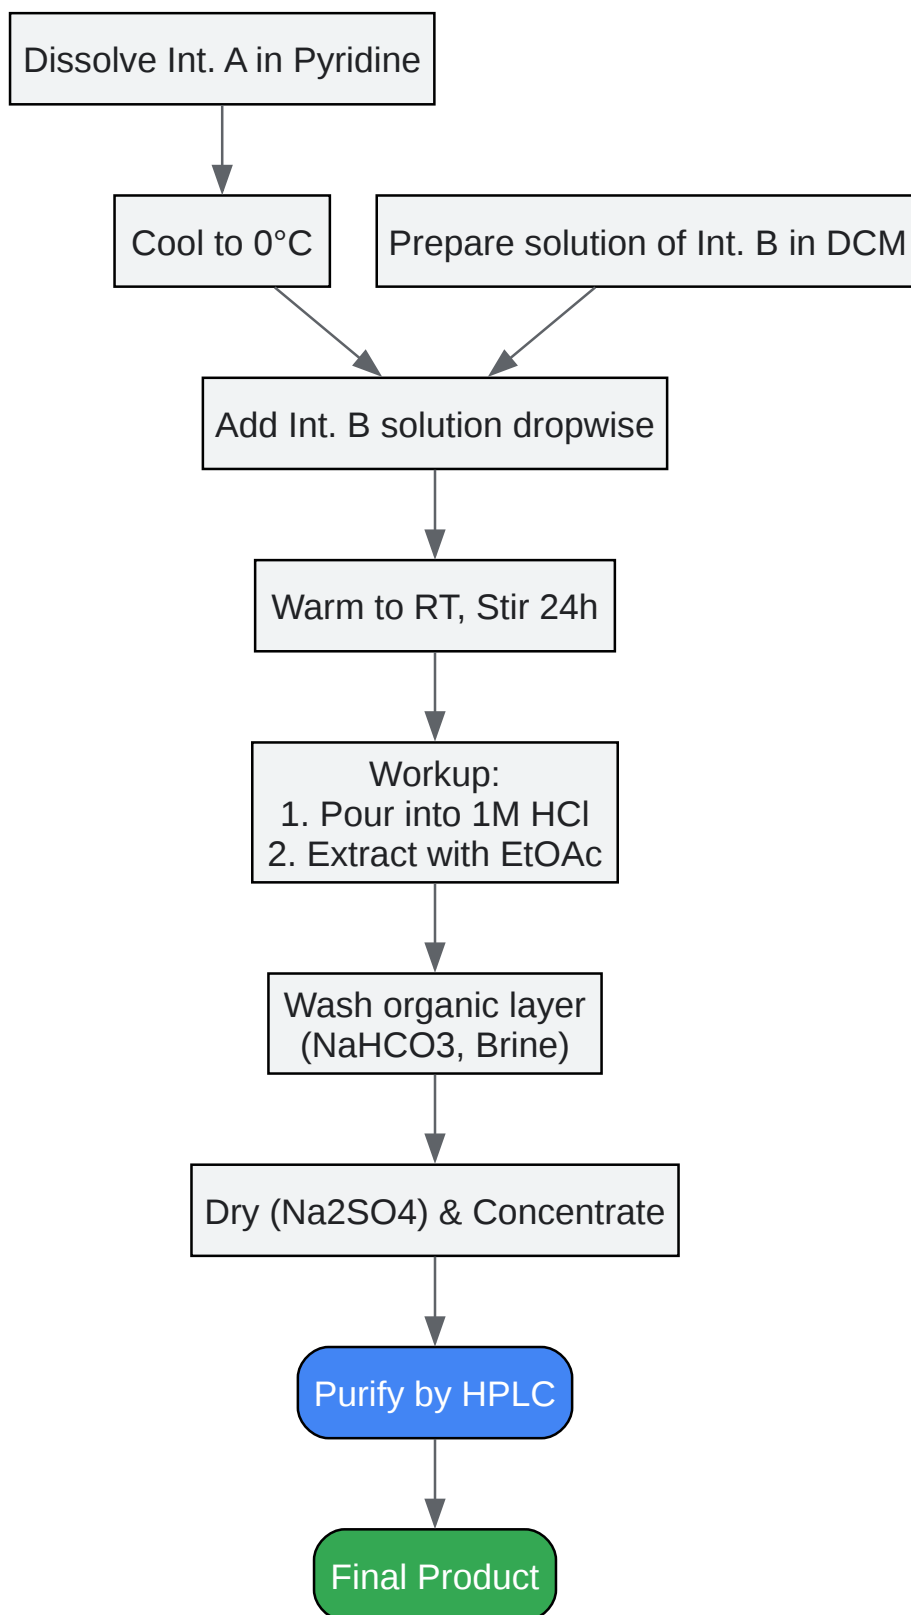 Dissolve Int. A in Pyridine
Cool to 0°C
Prepare solution of Int. B in DCM
Add Int. B solution dropwise
Warm to RT, Stir 24h
Workup:
1. Pour into 1M HCl
2. Extract with EtOAc
Wash organic layer
(NaHCO3, Brine)
Dry (Na2SO4) & Concentrate
Purify by HPLC
Final Product